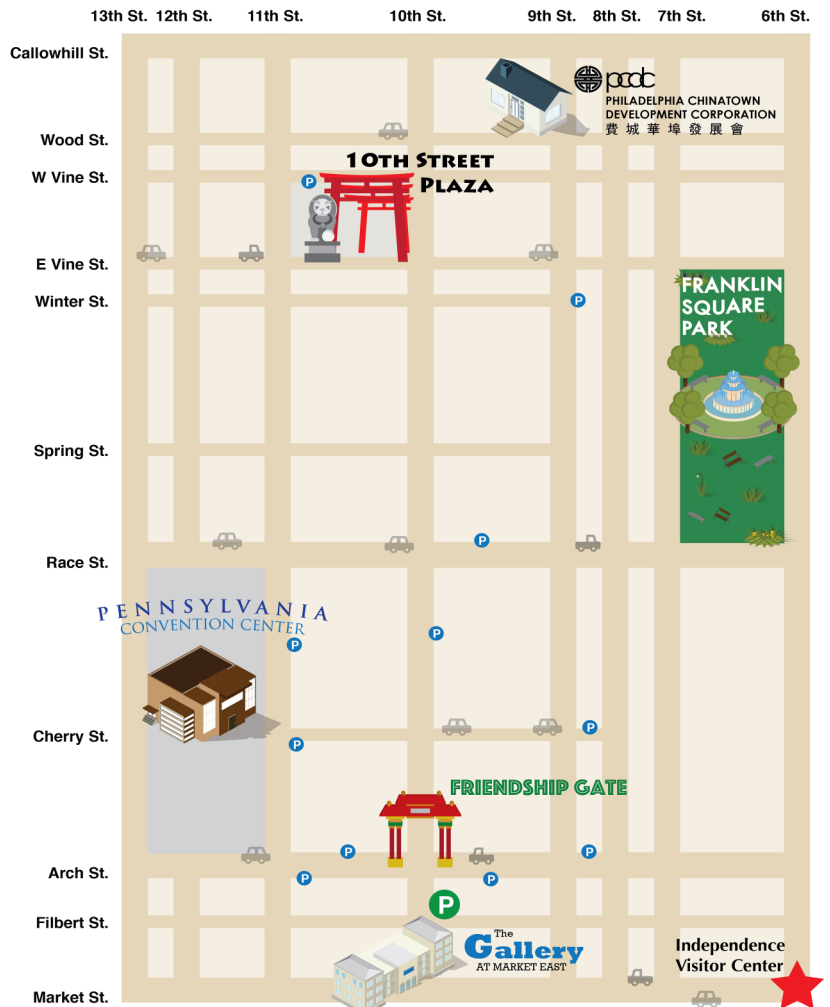 13th St. 12th St. 11th St. 10th St. 9th St. 8th St. 7th St. 6th St.
Callowhill St.
pcdc
PHILADELPHIA CHINATOWN
DEVELOPMENT CORPORATION
費城華埠發展會
Wood St.
10TH STREET
PLAZA
W Vine St.
P
E Vine St.
Winter St.
P
FRANKLIN
SQUARE
PARK
Spring St.
P
Race St.
PENNSYLVANIA
CONVENTION CENTER
P
P
Cherry St.
P
P
FRIENDSHIP GATE
P
P
Arch St.
P
P
P
Filbert St.
The
Gallery
AT MARKET EAST
Independence
Visitor Center
Market St.